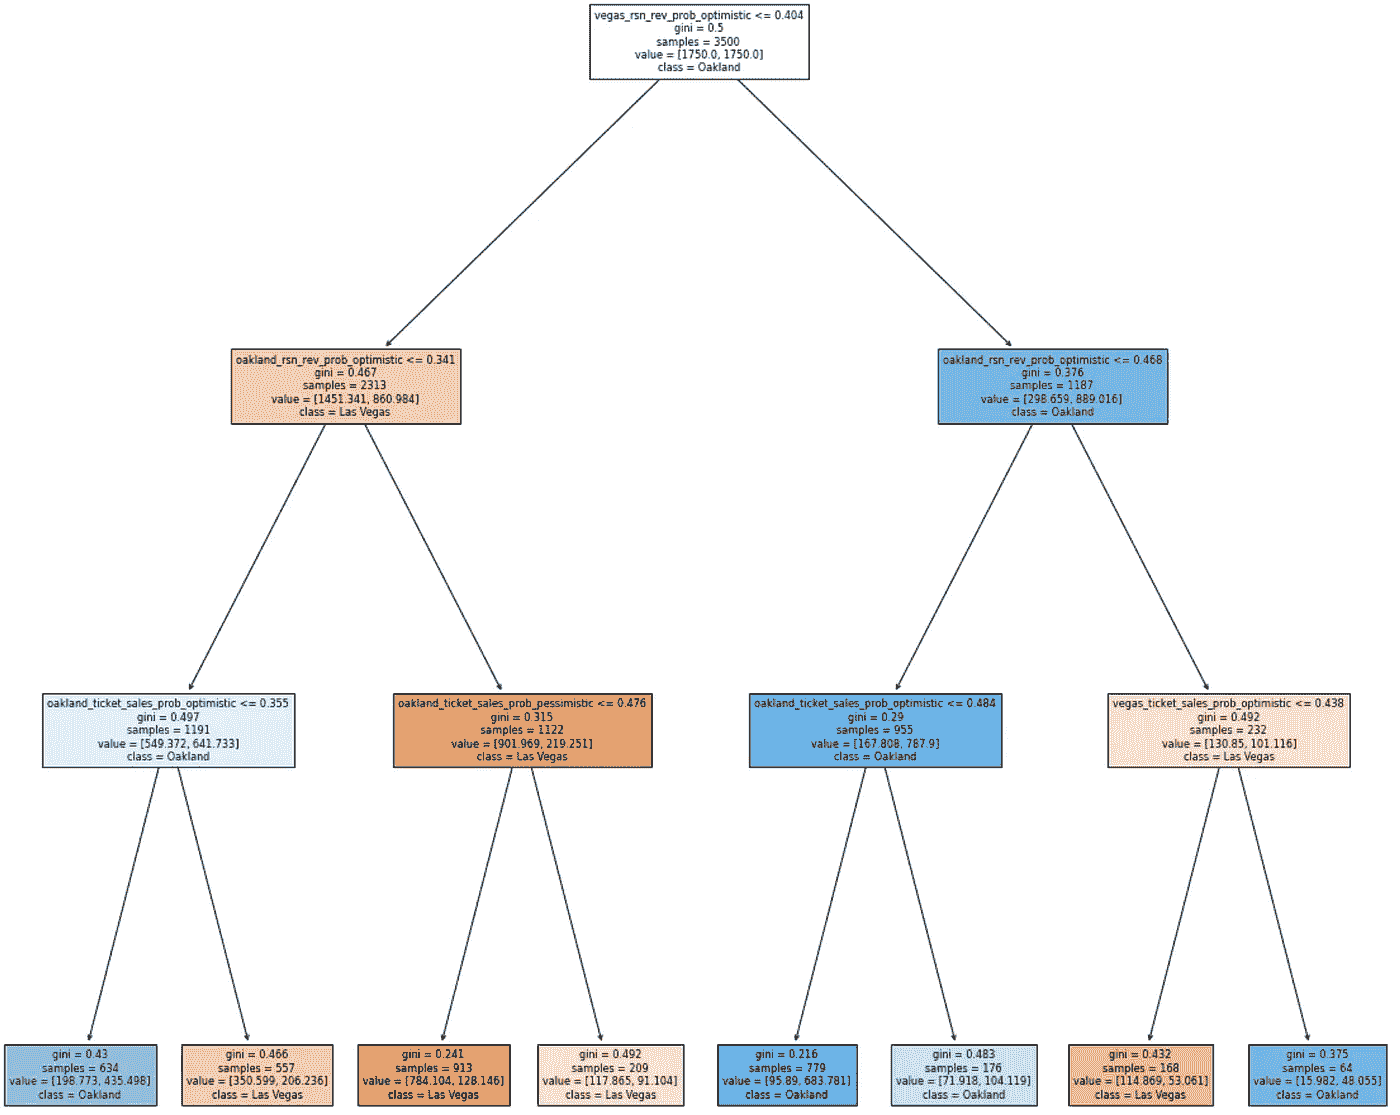 vegas_rsn_rev_prob_optimistic <= 0.404
gini = 0.5
samples = 3500
value = [1750.0, 1750.0]
class = Oakland
oakland_rsn_rev_prob_optimistic <= 0.341
gini = 0.467
samples = 2313
value = [1451.341, 860.984]
class = Las Vegas
oakland_rsn_rev_prob_optimistic <= 0.468
gini = 0.376
samples = 1187
value = [298.659, 889.016]
class = Oakland
oakland_ticket_sales_prob_optimistic <= 0.355
gini = 0.497
samples = 1191
value = [549.372, 641.733]
class = Oakland
oakland_ticket_sales_prob_pessimistic <= 0.476
gini = 0.315
samples = 1122
value = [901.969, 219.251]
class = Las Vegas
oakland_ticket_sales_prob_optimistic <= 0.484
gini = 0.29
samples = 955
value = [167.808, 787.9]
class = Oakland
vegas_ticket_sales_prob_optimistic <= 0.438
gini = 0.492
samples = 232
value = [130.85, 101.116]
class = Las Vegas
gini = 0.43
samples = 634
value = [198.773, 435.498]
class = Oakland
gini = 0.466
samples = 557
value = [350.599, 206.236]
class = Las Vegas
gini = 0.241
samples = 913
value = [784.104, 128.146]
class = Las Vegas
gini = 0.492
samples = 209
value = [117.865, 91.104]
class = Las Vegas
gini = 0.216
samples = 779
value = [95.89, 683.781]
class = Oakland
gini = 0.483
samples = 176
value = [71.918, 104.119]
class = Oakland
gini = 0.432
samples = 168
value = [114.869, 53.061]
class = Las Vegas
gini = 0.375
samples = 64
value = [15.982, 48.055]
class = Oakland